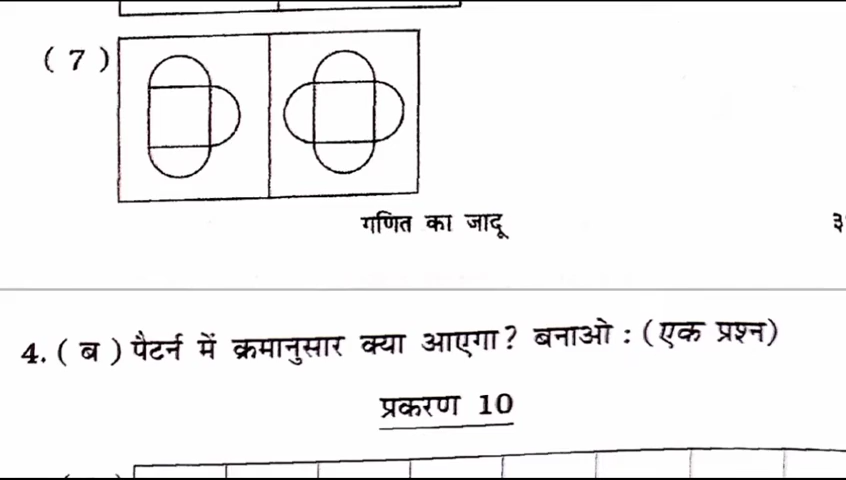 ( 7 )
गणित का जादू
4. ( ब ) पैटर्न में क्रमानुसार क्या आएगा? बनाओ : (एक प्रश्न)
प्रकरण 10